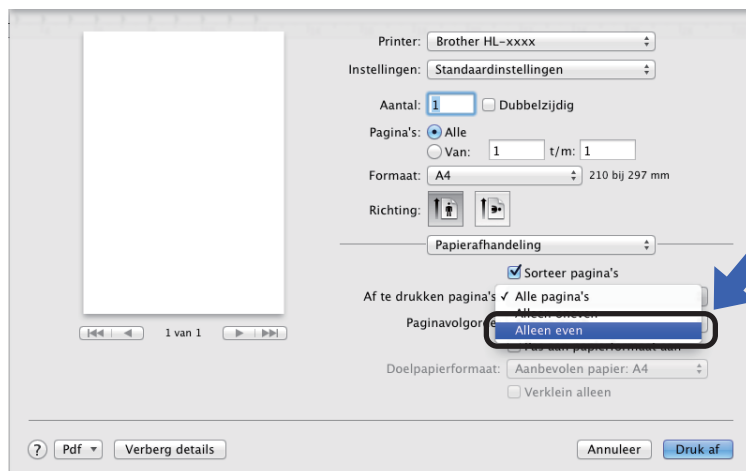 Printer: Brother HL-xxxx
Instellingen: Standaardinstellingen
Aantal: 1 Dubbelzijdig
Pagina's: Alle
Van: 1 t/m: 1
Formaat: A4 210 bij 297 mm
Richting:
Papierafhandeling
Sorteer pagina's
Af te drukken pagina's ✓ Alle pagina's
Alleen oneven
Paginavolgorde
Alleen even
Pas aan papierformaat aan
Doelpapierformaat: Aanbevolen papier: A4
Verklein alleen
1 van 1
? Pdf Verberg details Annuleer Druk af